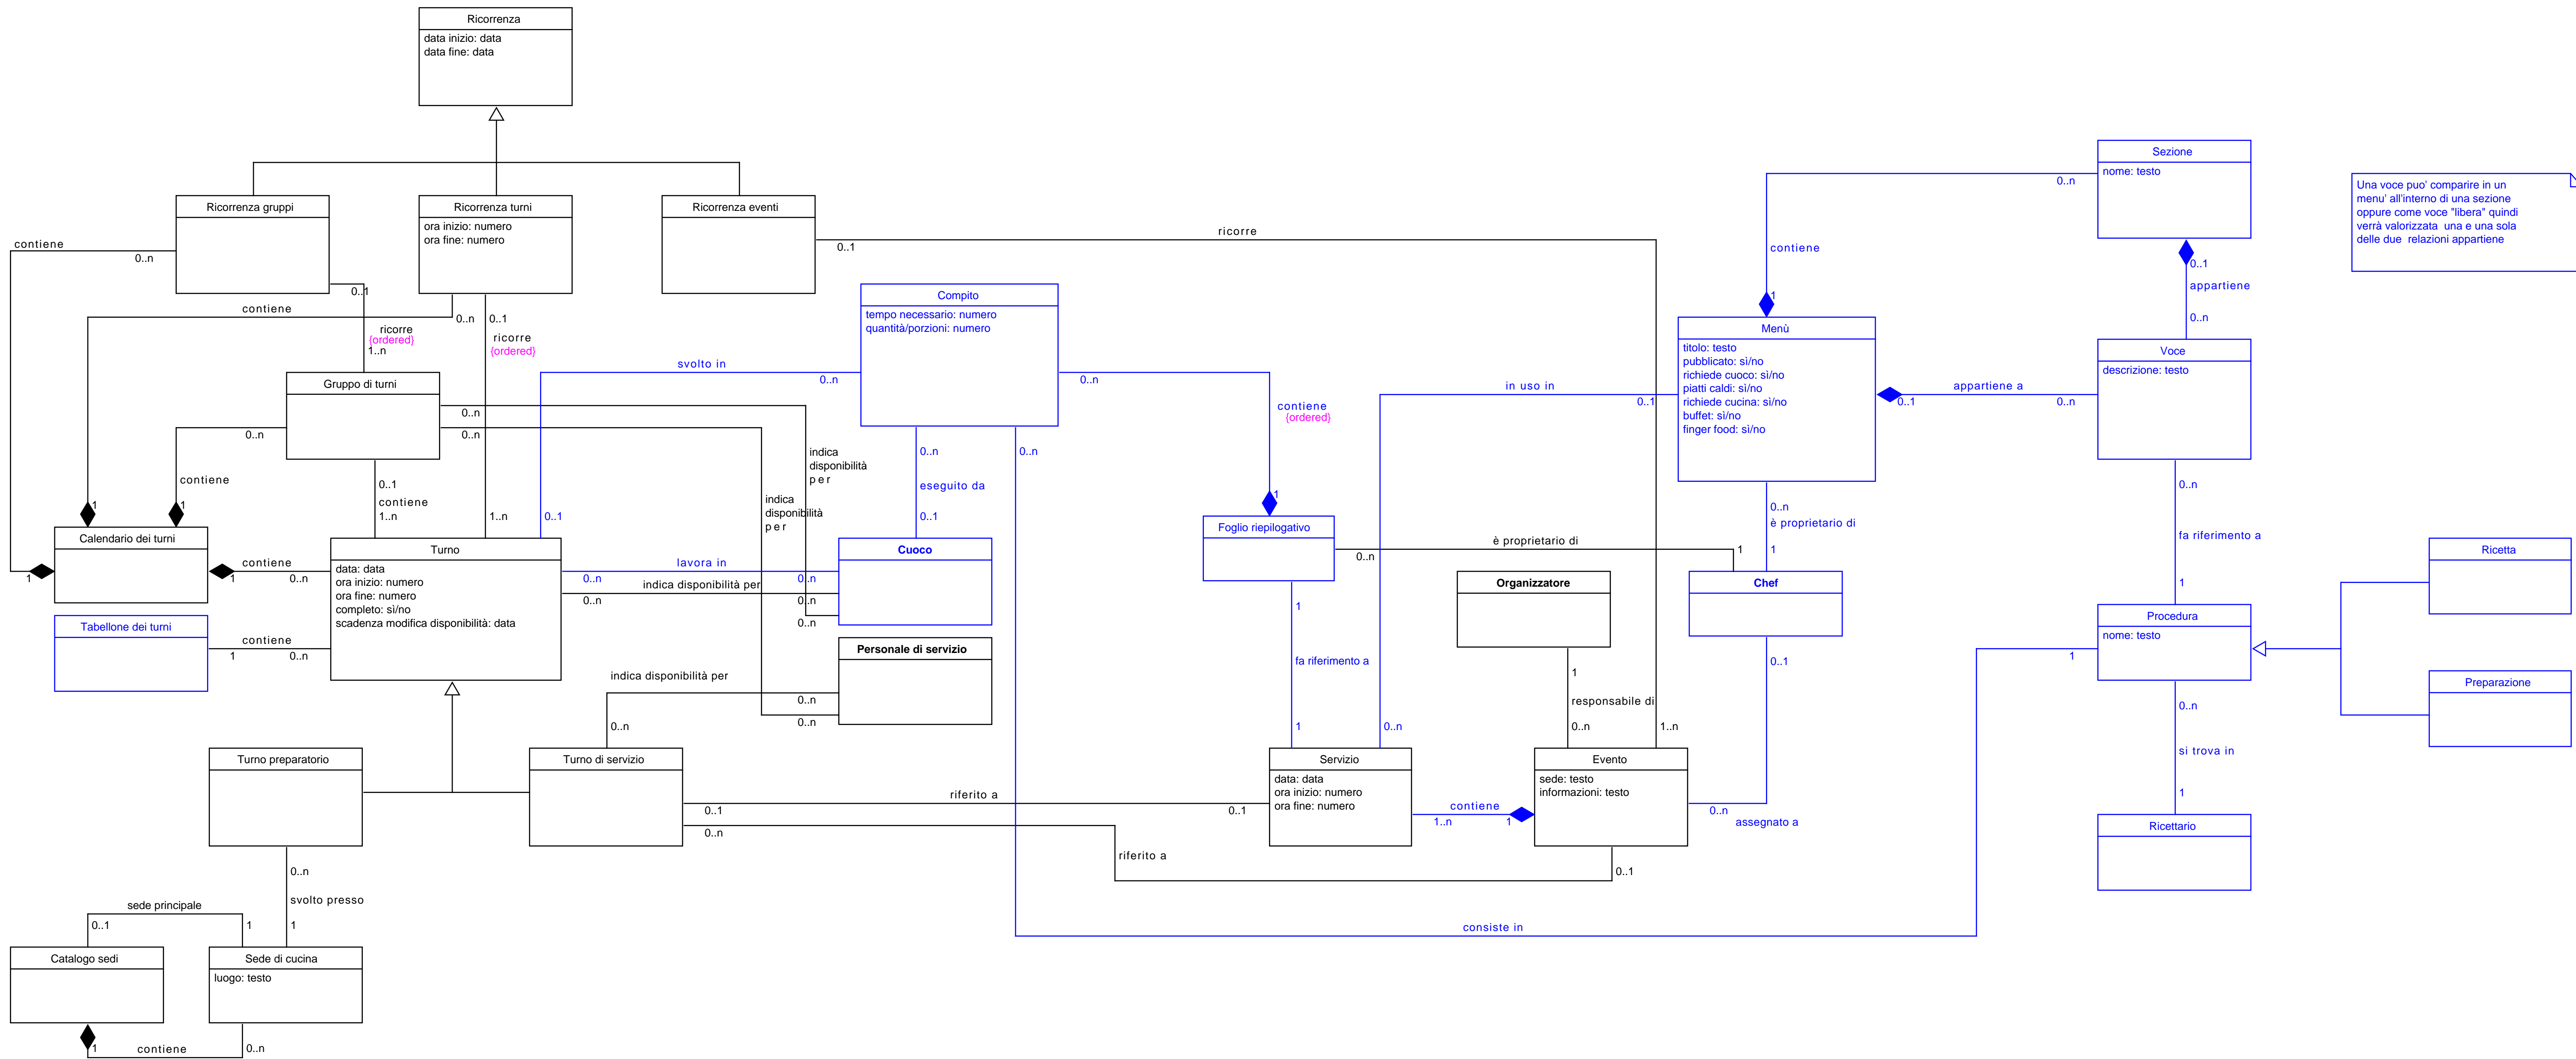 Ricorrenza
data inizio: data
data fine: data
Sezione
nome: testo
0..n
Una voce puo' comparire in un
menu' all'interno di una sezione
oppure come voce "libera" quindi
verrà valorizzata  una e una sola
delle due  relazioni appartiene
Ricorrenza gruppi
contiene
0..n
0..1
Ricorrenza turni
ora inizio: numero
ora fine: numero
Ricorrenza eventi
0..1
ricorre
contiene
0..1
appartiene
0..n
contiene
0..n
0..1
ricorre
{ordered}
1..n
ricorre
{ordered}
Compito
tempo necessario: numero
quantità/porzioni: numero
svolto in
0..n
0..n
contiene
{ordered}
1
Menù
titolo: testo
pubblicato: sì/no
richiede cuoco: sì/no
piatti caldi: sì/no
richiede cucina: sì/no
buffet: sì/no
finger food: sì/no
in uso in
0..1
appartiene a
0..1
0..n
Voce
descrizione: testo
Gruppo di turni
0..n
0..n
0..n
contiene
1
1
0..1
contiene
1..n
1..n
0..1
indica
disponibilità
per
indica
disponibilità
per
0..n
eseguito da
0..1
0..n
1
Foglio riepilogativo
0..n
è proprietario di
1
0..n
è proprietario di
1
0..n
fa riferimento a
1
Calendario dei turni
1
contiene
1
0..n
Turno
data: data
ora inizio: numero
ora fine: numero
completo: sì/no
scadenza modifica disponibilità: data
lavora in
0..n
0..n
indica disponibilità per
0..n
0..n
0..n
Cuoco
Organizzatore
Chef
Ricetta
Tabellone dei turni
contiene
1
0..n
Personale di servizio
indica disponibilità per
0..n
0..n
0..n
1
fa riferimento a
1
0..n
1
responsabile di
0..n
1..n
0..1
1
Procedura
nome: testo
Preparazione
0..n
si trova in
1
Turno preparatorio
Turno di servizio
riferito a
0..1
0..1
0..n
riferito a
Servizio
data: data
ora inizio: numero
ora fine: numero
contiene
1..n
1
Evento
sede: testo
informazioni: testo
0..n
assegnato a
0..1
Ricettario
0..n
svolto presso
1
sede principale
0..1
1
consiste in
Catalogo sedi
Sede di cucina
luogo: testo
1
contiene
0..n